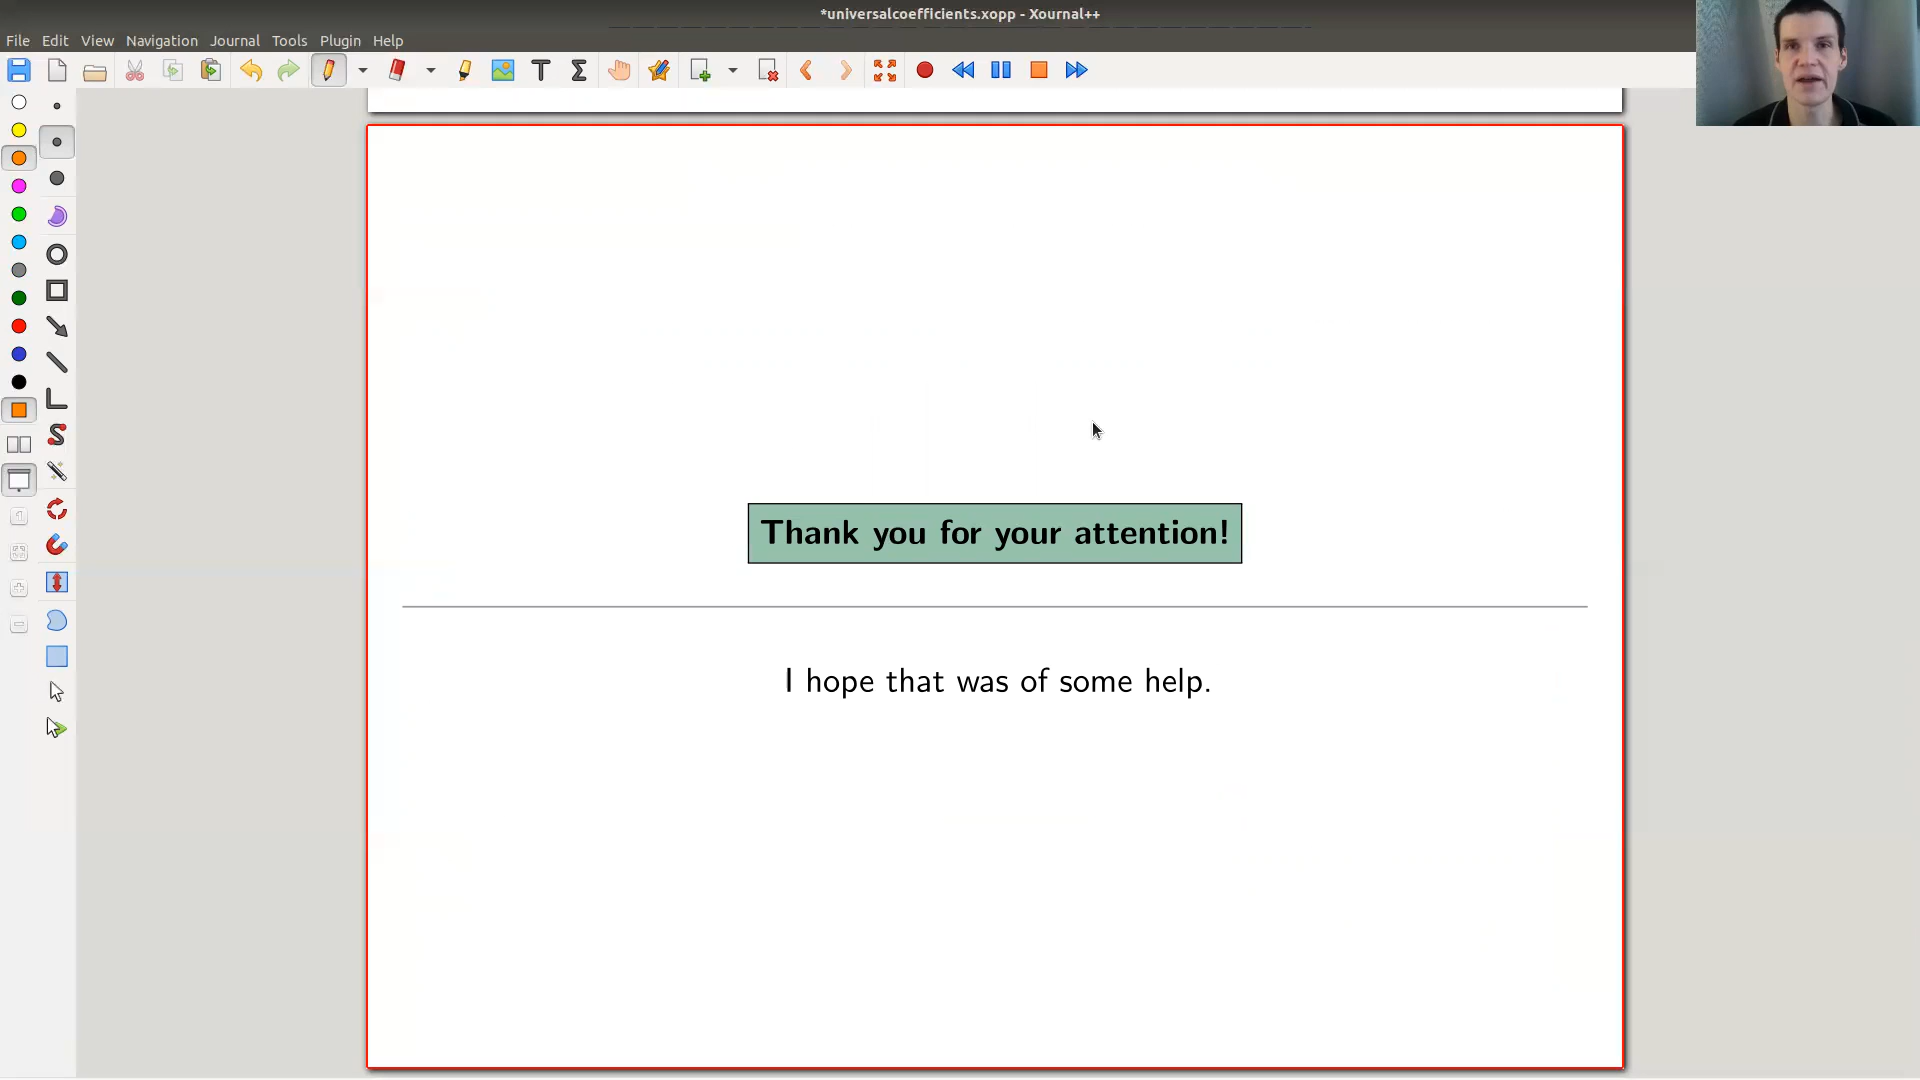 *universalcoefficients.xopp - Xournal++
File Edit View Navigation Journal Tools Plugin Help
Thank you for your attention!
I hope that was of some help.